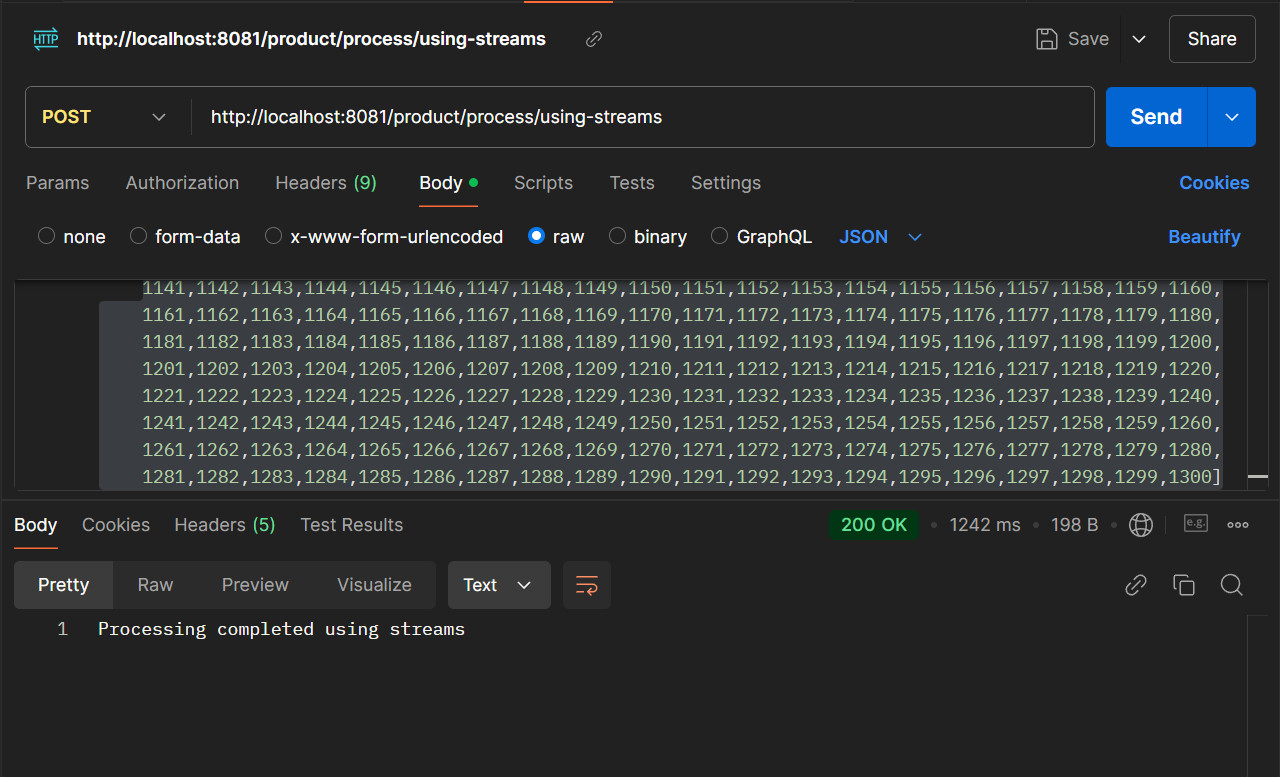 HTTP http://localhost:8081/product/process/using-streams Save Share
POST http://localhost:8081/product/process/using-streams Send
Params Authorization Headers (9) Body Scripts Tests Settings Cookies
none form-data x-www-form-urlencoded raw binary GraphQL JSON Beautify
1141,1142,1143,1144,1145,1146,1147,1148,1149,1150,1151,1152,1153,1154,1155,1156,1157,1158,1159,1160,
1161,1162,1163,1164,1165,1166,1167,1168,1169,1170,1171,1172,1173,1174,1175,1176,1177,1178,1179,1180,
1181,1182,1183,1184,1185,1186,1187,1188,1189,1190,1191,1192,1193,1194,1195,1196,1197,1198,1199,1200,
1201,1202,1203,1204,1205,1206,1207,1208,1209,1210,1211,1212,1213,1214,1215,1216,1217,1218,1219,1220,
1221,1222,1223,1224,1225,1226,1227,1228,1229,1230,1231,1232,1233,1234,1235,1236,1237,1238,1239,1240,
1241,1242,1243,1244,1245,1246,1247,1248,1249,1250,1251,1252,1253,1254,1255,1256,1257,1258,1259,1260,
1261,1262,1263,1264,1265,1266,1267,1268,1269,1270,1271,1272,1273,1274,1275,1276,1277,1278,1279,1280,
1281,1282,1283,1284,1285,1286,1287,1288,1289,1290,1291,1292,1293,1294,1295,1296,1297,1298,1299,1300]
Body Cookies Headers (5) Test Results 200 OK 1242 ms 198 B e.g.
Pretty Raw Preview Visualize Text
1 Processing completed using streams